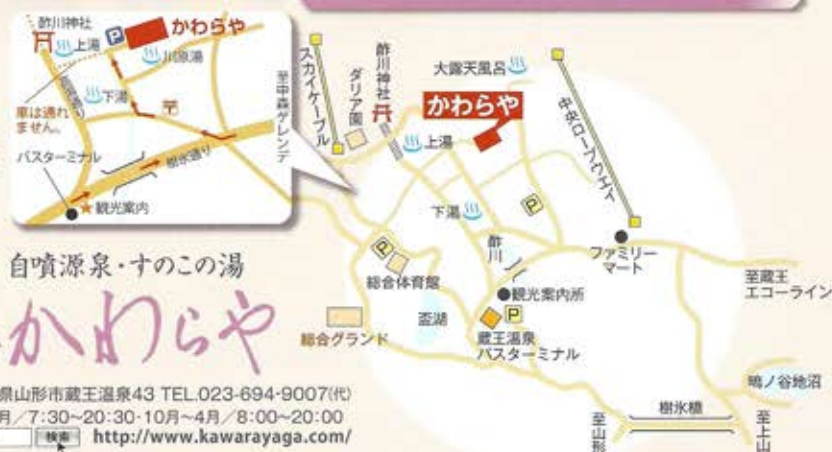 酢川神社
上湯
P
かわらや
川原湯
下湯
車は通れ
ません。
バスターミナル
樹氷通り
観光案内
至中森ゲレンデ
スカイケーブル
ダリア園
酢川神社
大露天風呂
かわらや
上湯
中央ロープウェイ
下湯
P
酢川
ファミリー
マート
P
総合体育館
観光案内所
P
至蔵王
エコーライン
盃湖
総合グランド
蔵王温泉
バスターミナル
鴫ノ谷地沼
樹氷橋
至山形
至上山
自噴源泉・すのこの湯
かわらや
県山形市蔵王温泉43 TEL.023-694-9007(代)
月/7:30~20:30・10月~4月/8:00~20:00
検索 http://www.kawarayaga.com/